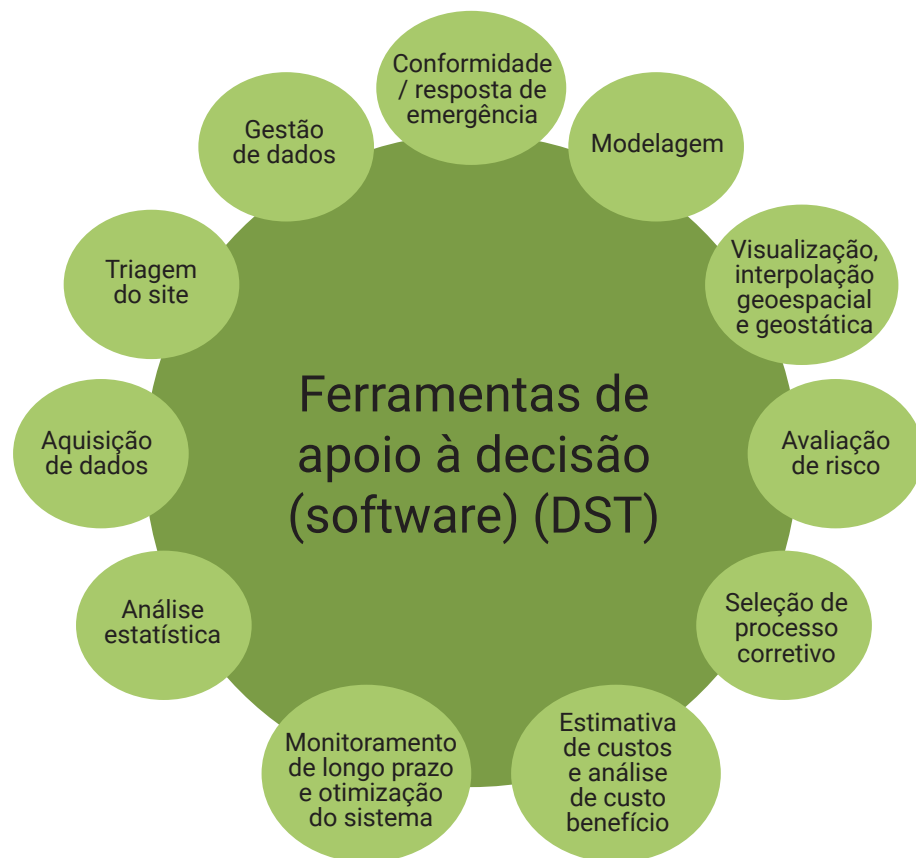 Conformidade
/ resposta de
emergência
Modelagem
Visualização,
interpolação
geoespacial
e geostática
Avaliação
de risco
Seleção de
processo
corretivo
Estimativa
de custos
e análise
de custo
benefício
Monitoramento
de longo prazo
e otimização
do sistema
Análise
estatística
Aquisição
de dados
Triagem
do site
Gestão
de dados
Ferramentas de
apoio à decisão
(software) (DST)